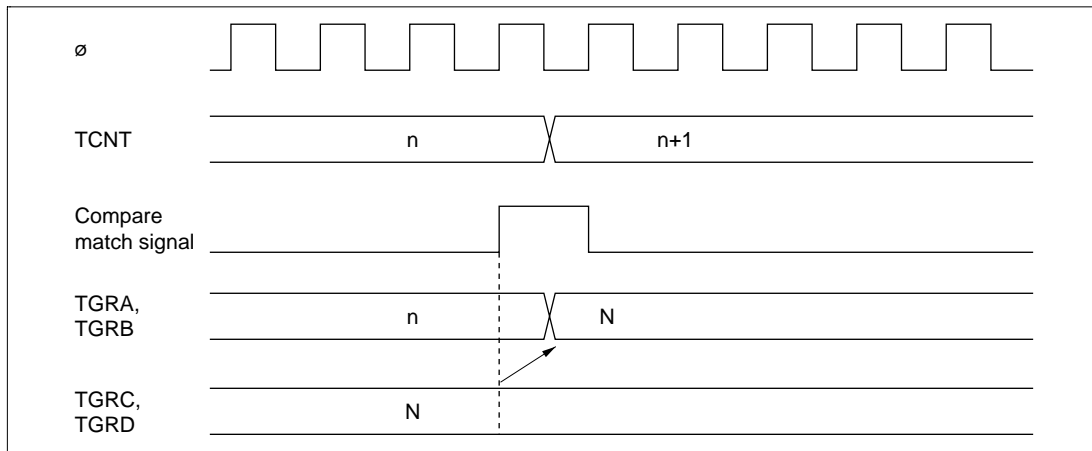 ø
TCNT
n
n+1
Compare
match signal
TGRA,
TGRB
n
N
TGRC,
TGRD
N